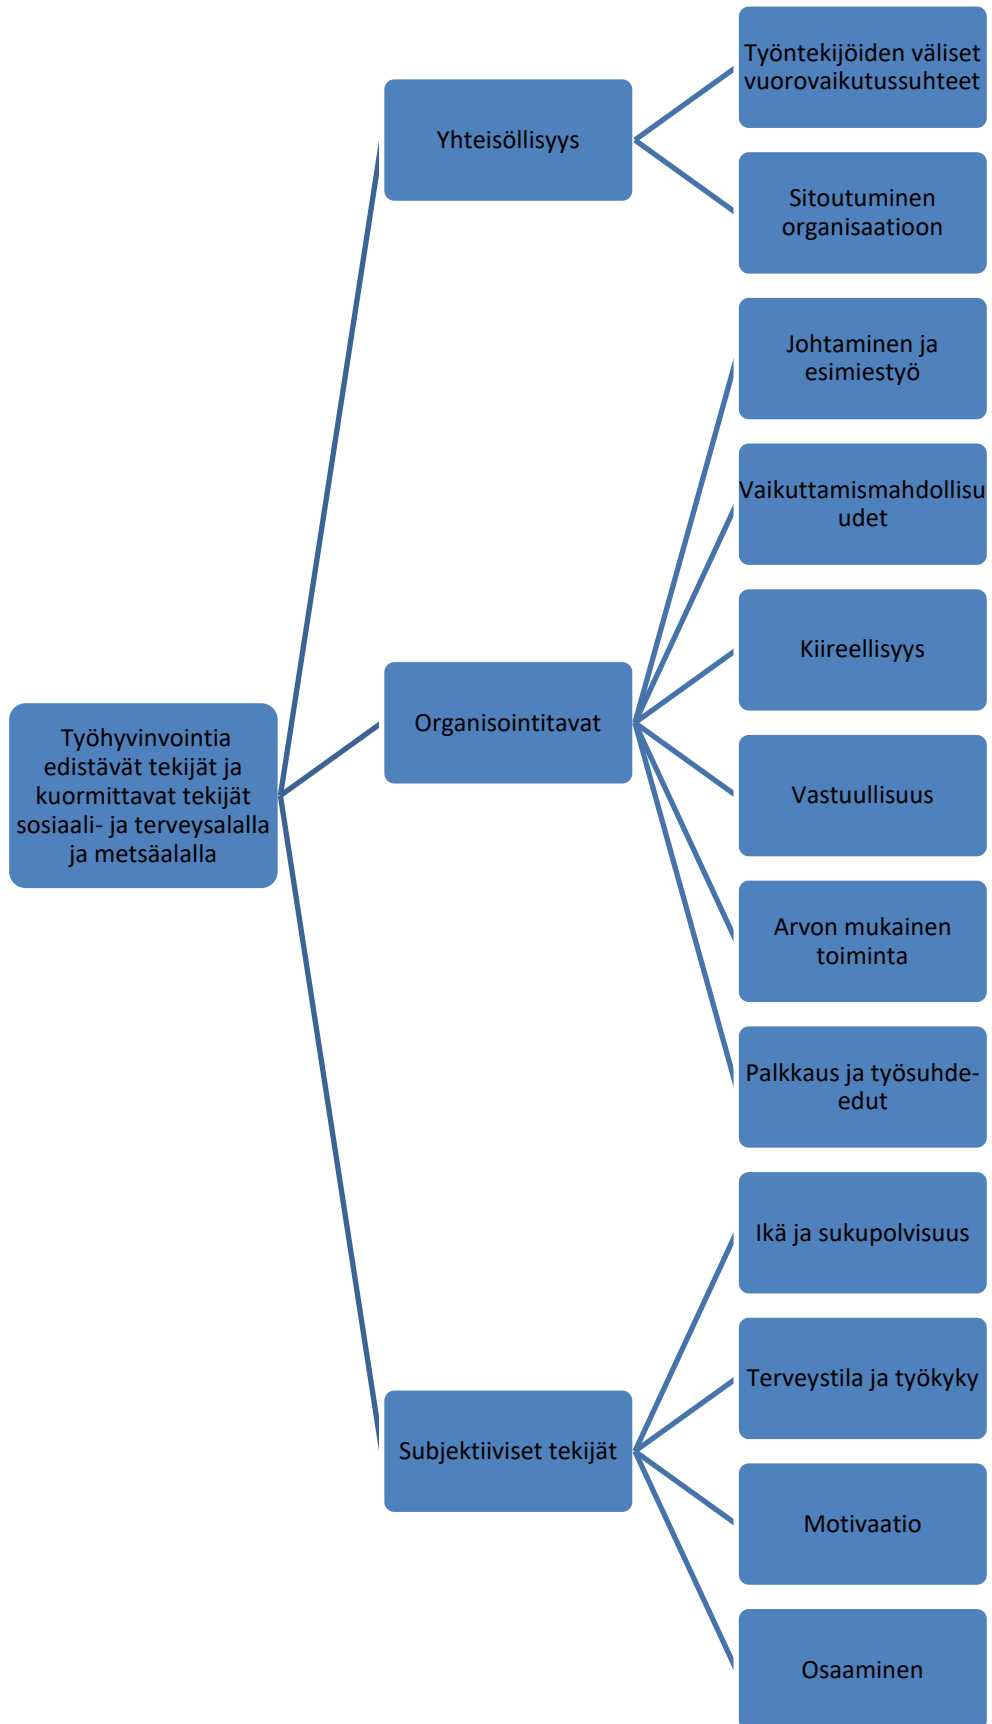 Työntekijöiden väliset
vuorovaikutussuhteet
Yhteisöllisyys
Sitoutuminen
organisaatioon
Johtaminen ja
esimiestyö
Vaikuttamismahdollisu
udet
Kiireellisyys
Organisointitavat
Työhyvinvointia
edistävät tekijät ja
kuormittavat tekijät
sosiaali- ja terveysalalla
ja metsäalalla
Vastuullisuus
Arvon mukainen
toiminta
Palkkaus ja työsuhde-
edut
Ikä ja sukupolvisuus
Terveystila ja työkyky
Subjektiiviset tekijät
Motivaatio
Osaaminen